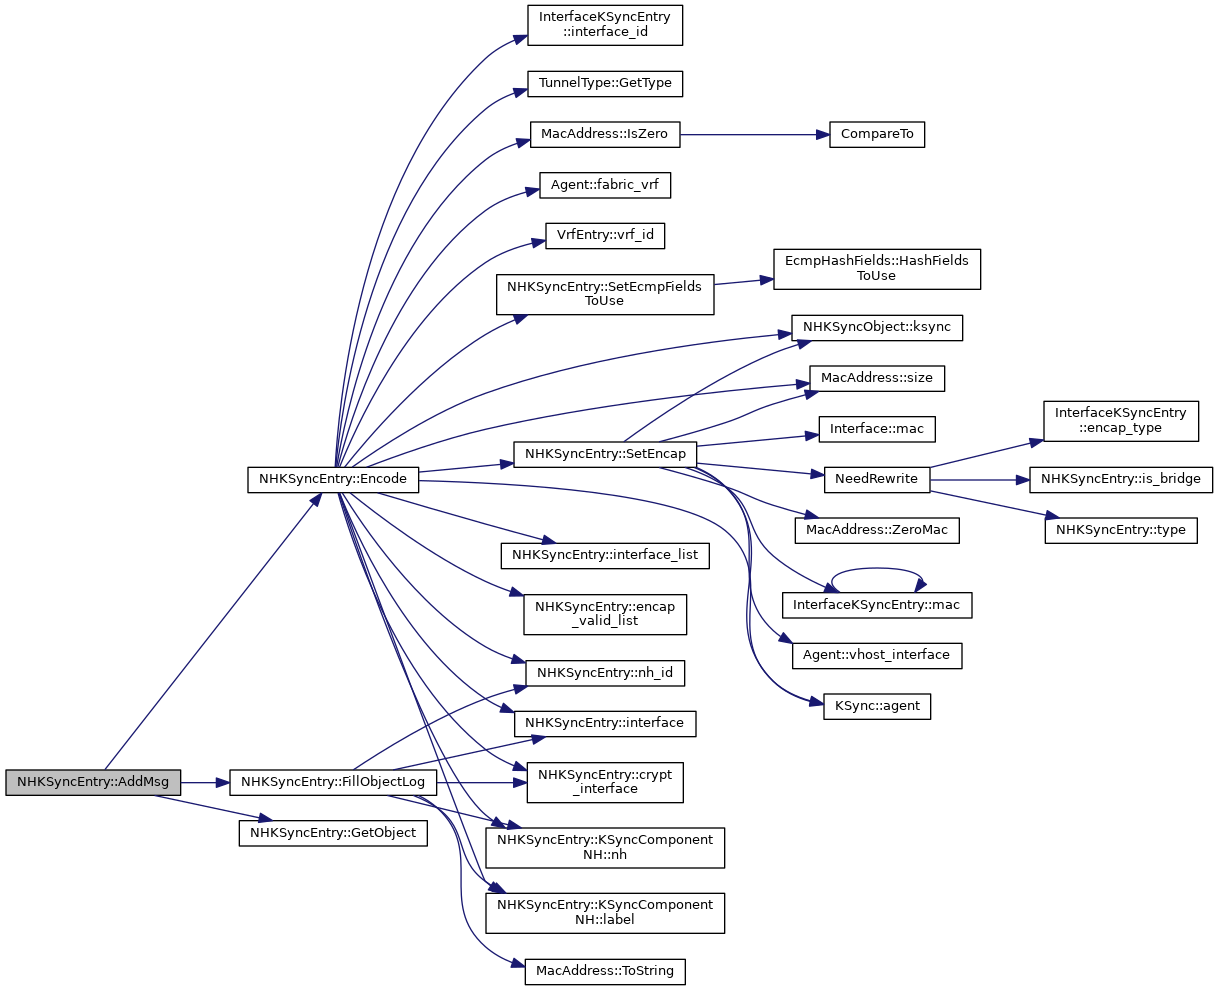 InterfaceKSyncEntry
::interface_id
TunnelType::GetType
MacAddress::IsZero
CompareTo
Agent::fabric_vrf
VrfEntry::vrf_id
EcmpHashFields::HashFields
ToUse
NHKSyncEntry::SetEcmpFields
ToUse
NHKSyncObject::ksync
MacAddress::size
InterfaceKSyncEntry
::encap_type
Interface::mac
NHKSyncEntry::SetEncap
NHKSyncEntry::Encode
NeedRewrite
NHKSyncEntry::is_bridge
MacAddress::ZeroMac
NHKSyncEntry::type
NHKSyncEntry::interface_list
InterfaceKSyncEntry::mac
NHKSyncEntry::encap
_valid_list
Agent::vhost_interface
NHKSyncEntry::nh_id
KSync::agent
NHKSyncEntry::interface
NHKSyncEntry::AddMsg
NHKSyncEntry::FillObjectLog
NHKSyncEntry::crypt
_interface
NHKSyncEntry::GetObject
NHKSyncEntry::KSyncComponent
NH::nh
NHKSyncEntry::KSyncComponent
NH::label
MacAddress::ToString